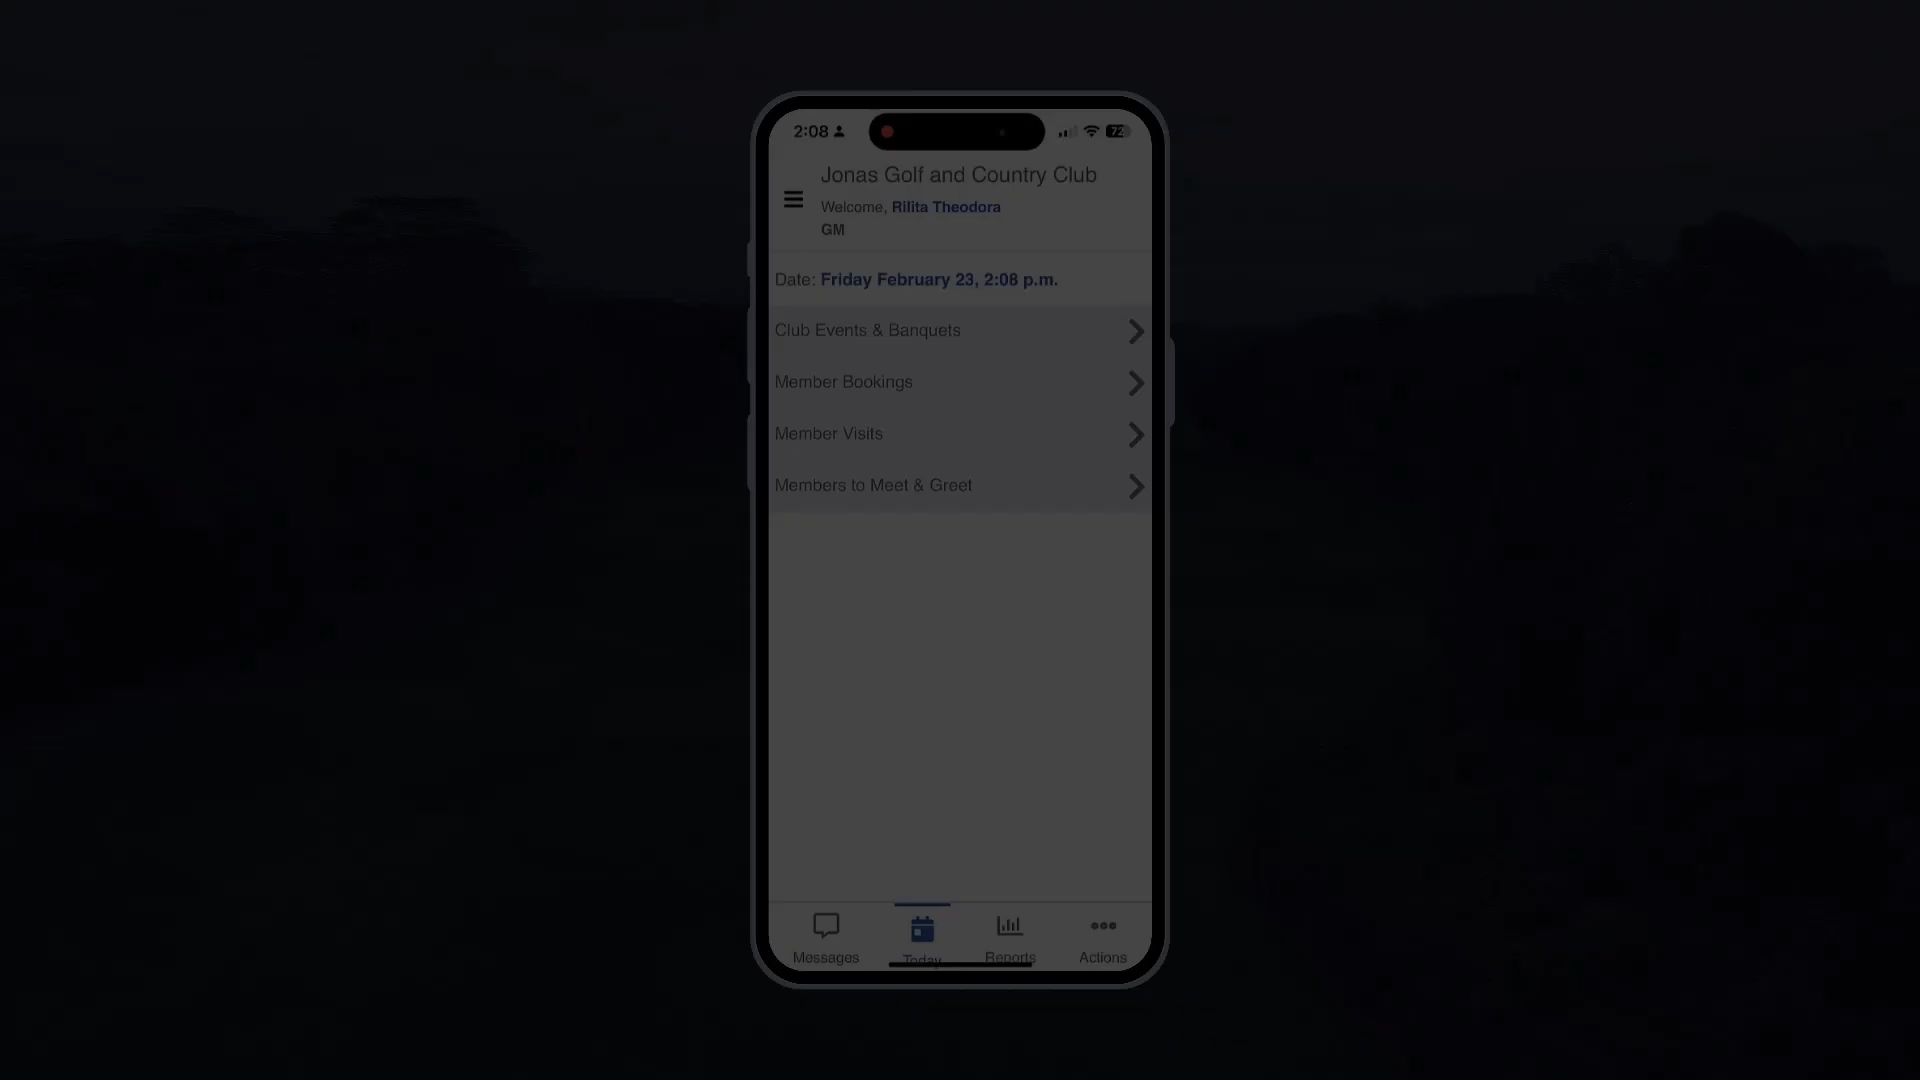 2:08
72
Jonas Golf and Country Club
Welcome, Rilita Theodora
GM
Date: Friday February 23, 2:08 p.m.
Club Events & Banquets
Member Bookings
Member Visits
Members to Meet & Greet
Messages
Today
Reports
Actions